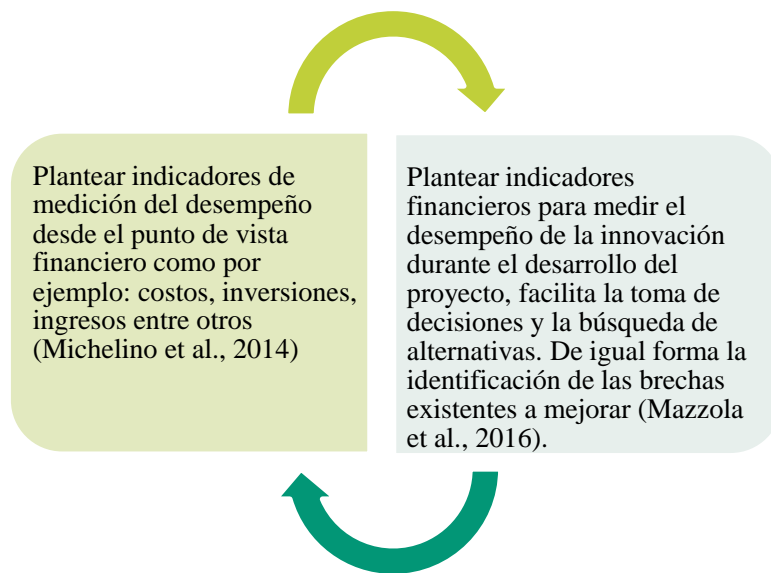 Plantear indicadores de
medición del desempeño
desde el punto de vista
financiero como por
ejemplo: costos, inversiones,
ingresos entre otros
(Michelino et al., 2014)
Plantear indicadores
financieros para medir el
desempeño de la innovación
durante el desarrollo del
proyecto, facilita la toma de
decisiones y la búsqueda de
alternativas. De igual forma la
identificación de las brechas
existentes a mejorar (Mazzola
et al., 2016).